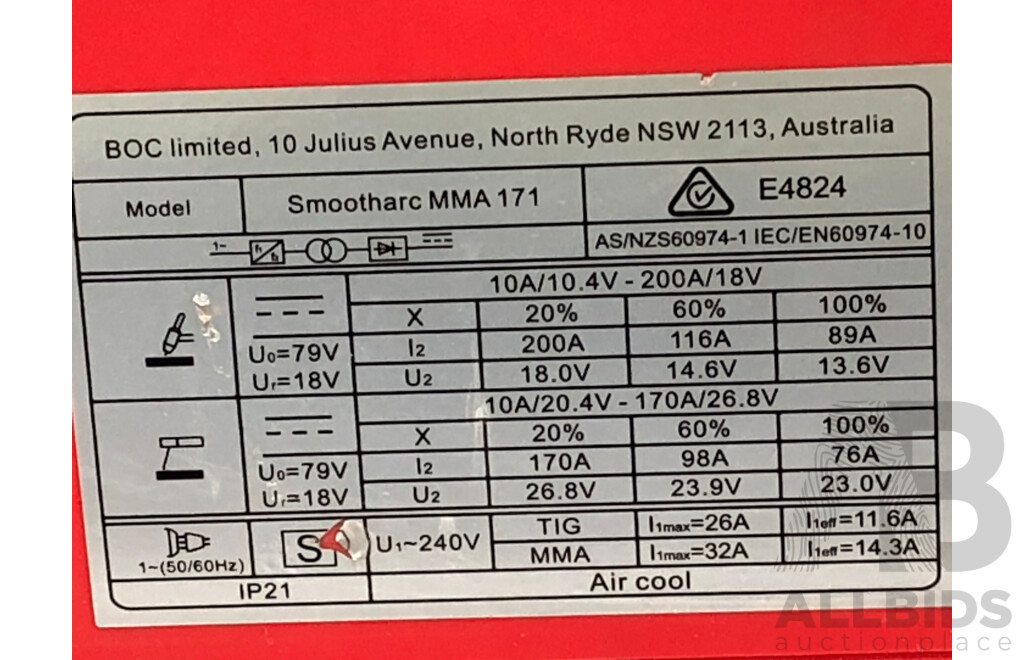 BOC limited, 10 Julius Avenue, North Ryde NSW 2113, Australia
Model Smootharc MMA 171 E4824
1~ f1 f2 AS/NZS60974-1 IEC/EN60974-10
10A/10.4V - 200A/18V
X 20% 60% 100%
U0=79V I2 200A 116A 89A
Ur=18V U2 18.0V 14.6V 13.6V
10A/20.4V - 170A/26.8V
X 20% 60% 100%
U0=79V I2 170A 98A 76A
Ur=18V U2 26.8V 23.9V 23.0V
S U1~240V TIG I1max=26A I1eff=11.6A
1~(50/60Hz) MMA I1max=32A I1eff=14.3A
IP21 Air cool
B
ALLBIDS
auctionplace